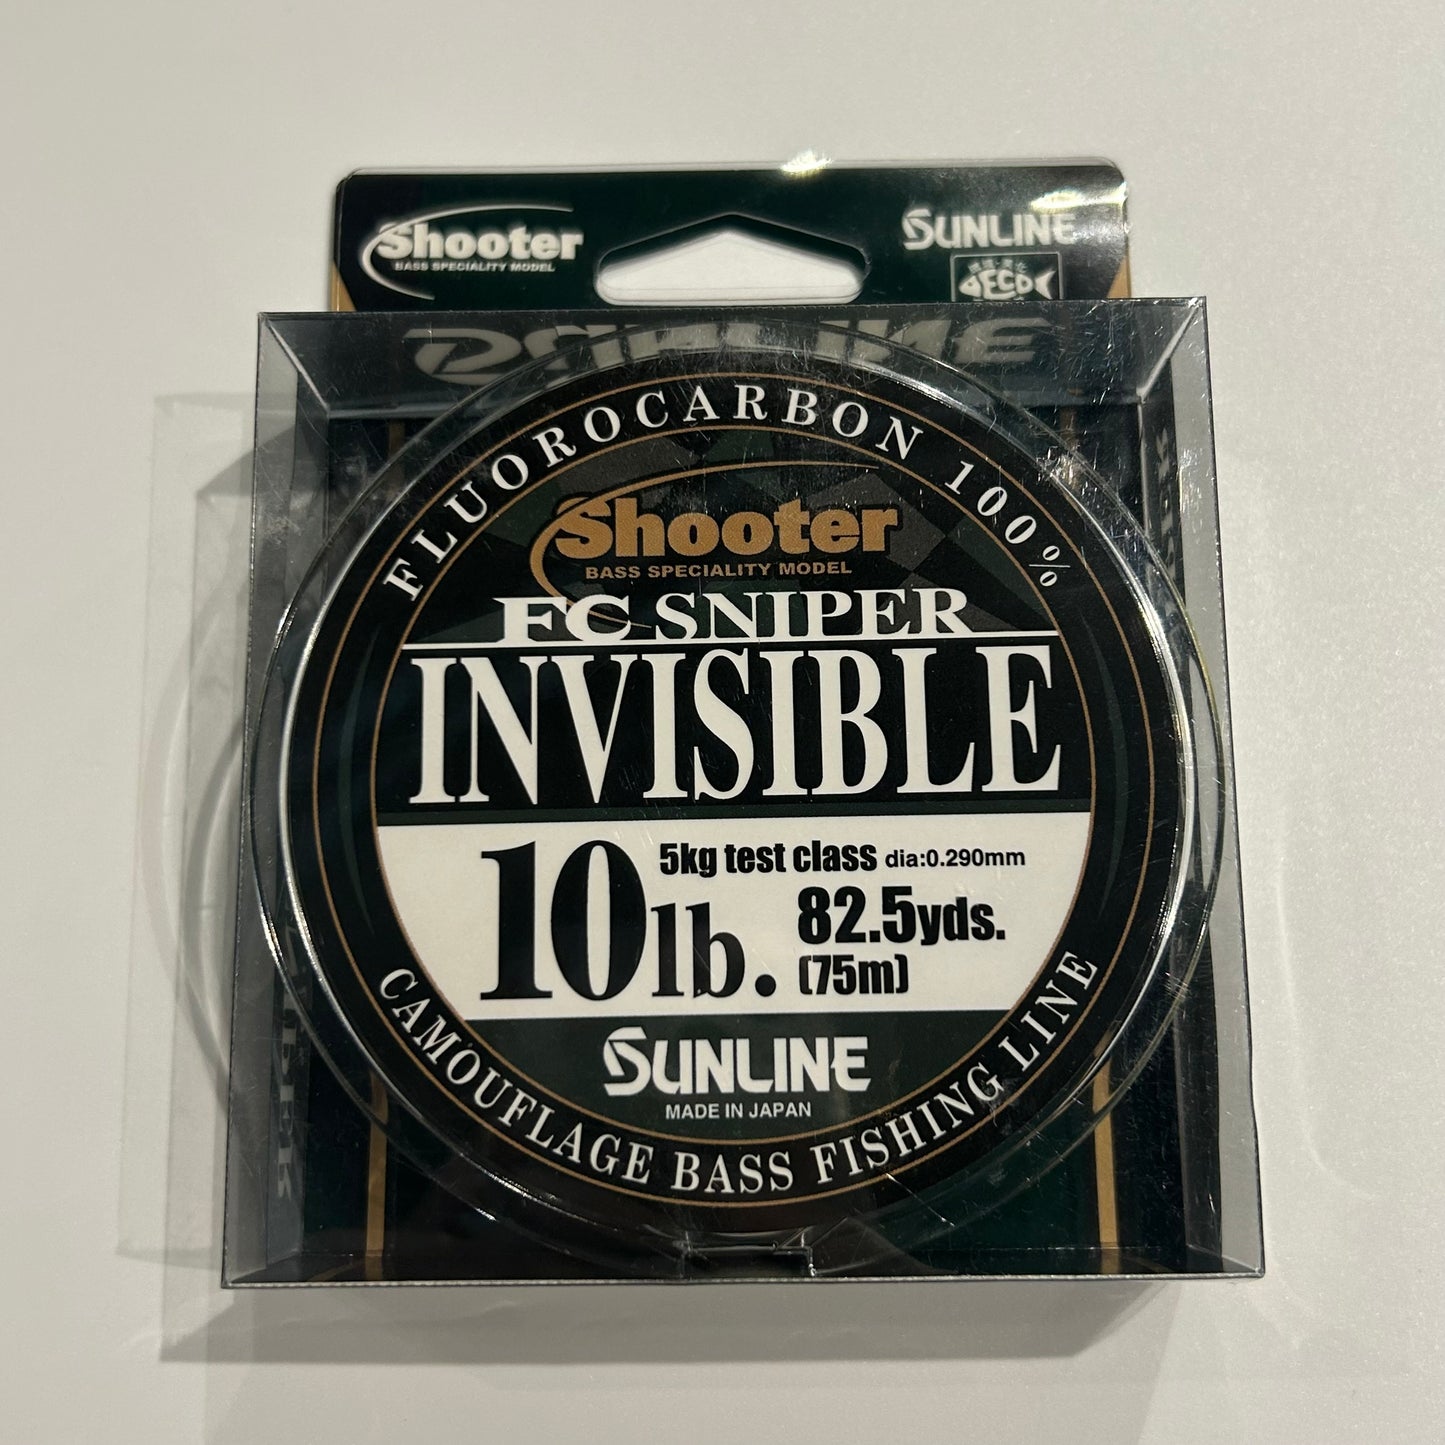 Shooter
BASS SPECIALITY MODEL
SUNLINE
ECO
FLUOROCARBON 100%
Shooter
BASS SPECIALITY MODEL
FC SNIPER
INVISIBLE
10lb.
5kg test class dia:0.290mm
82.5yds.
(75m)
SUNLINE
MADE IN JAPAN
CAMOUFLAGE BASS FISHING LINE